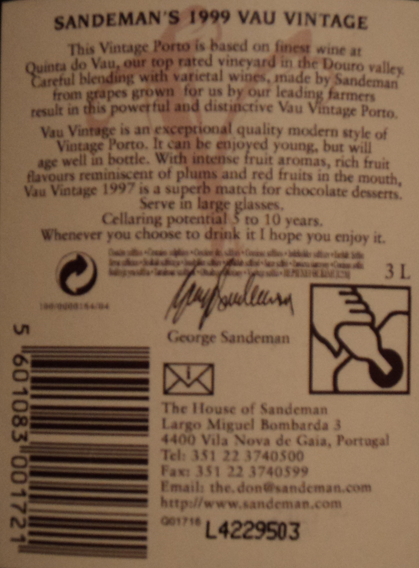 SANDEMAN'S 1999 VAU VINTAGE
This Vintage Porto is based on finest wine at
Quinta do Vau, our top rated vineyard in the Douro valley.
Careful blending with varietal wines, made by Sandeman
from grapes grown for us by our leading farmers
result in this powerful and distinctive Vau Vintage Porto.
Vau Vintage is an exceptional quality modern style of
Vintage Porto. It can be enjoyed young, but will
age well in bottle. With intense fruit aromas, rich fruit
flavours reminiscent of plums and red fruits in the mouth,
Vau Vintage 1997 is a superb match for chocolate desserts.
Serve in large glasses.
Cellaring potential 5 to 10 years.
Whenever you choose to drink it I hope you enjoy it.
3 L
George Sandeman
The House of Sandeman
Largo Miguel Bombarda 3
4400 Vila Nova de Gaia, Portugal
Tel: 351 22 3740500
Fax: 351 22 3740599
Email: the.don@sandeman.com
http://www.sandeman.com
G01716 L4229503
5 601083 001721